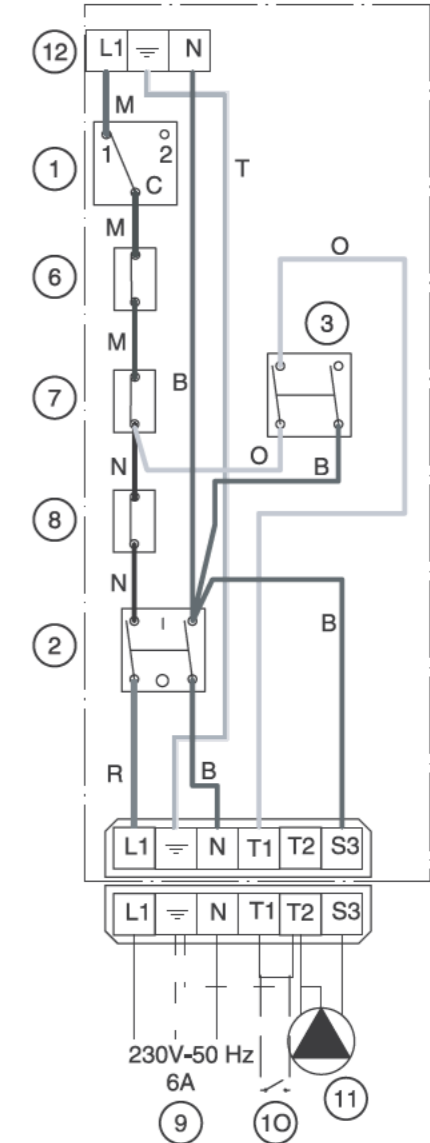 12 L1 N
M
1 1 2
T
C
M
O
6
3
M
7 B
O B
N
8
N
I
B
2
O
R B
L1 N T1 T2 S3
L1 N T1 T2 S3
230V-50 Hz
6A
9 10 11